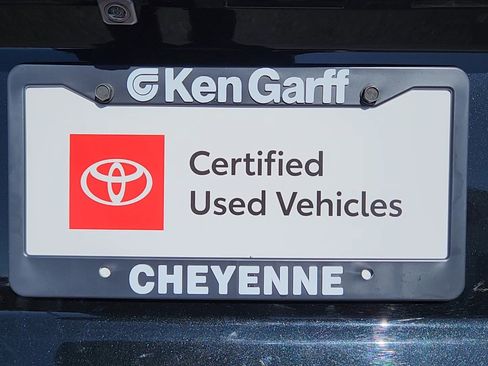 Ken Garff
Certified
Used Vehicles
CHEYENNE